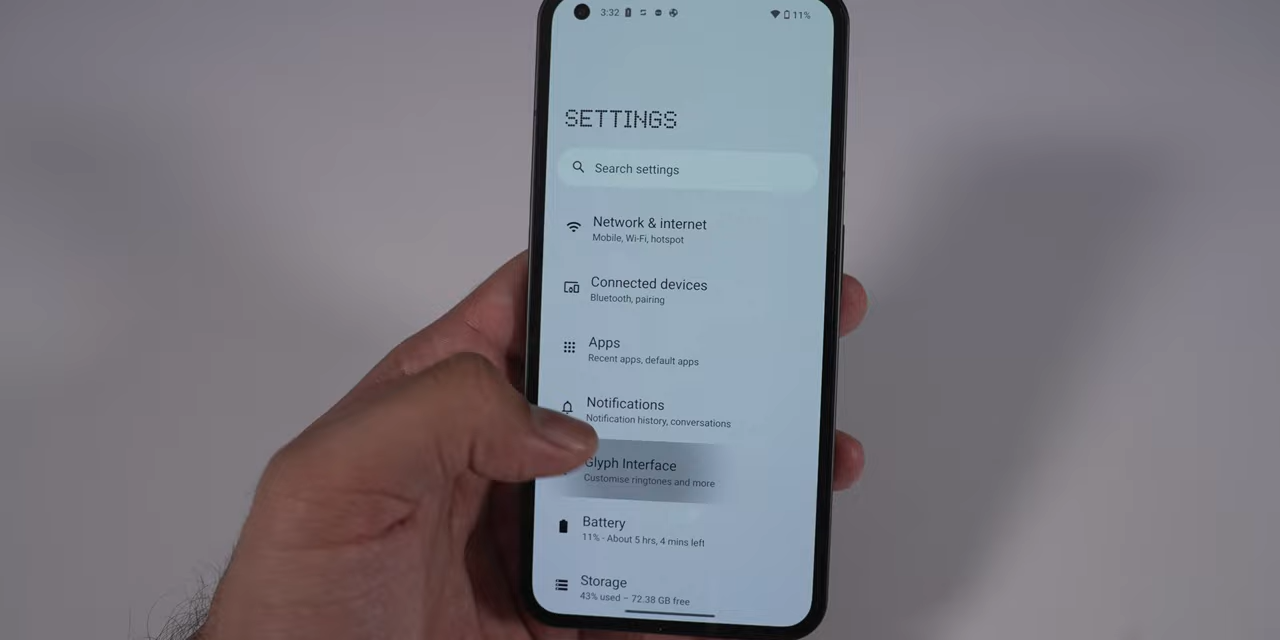 3:32
11%
SETTINGS
Search settings
Network & internet
Mobile, Wi-Fi, hotspot
Connected devices
Bluetooth, pairing
Apps
Recent apps, default apps
Notifications
Notification history, conversations
Glyph Interface
Customise ringtones and more
Battery
11% - About 5 hrs, 4 mins left
Storage
43% used – 72.38 GB free